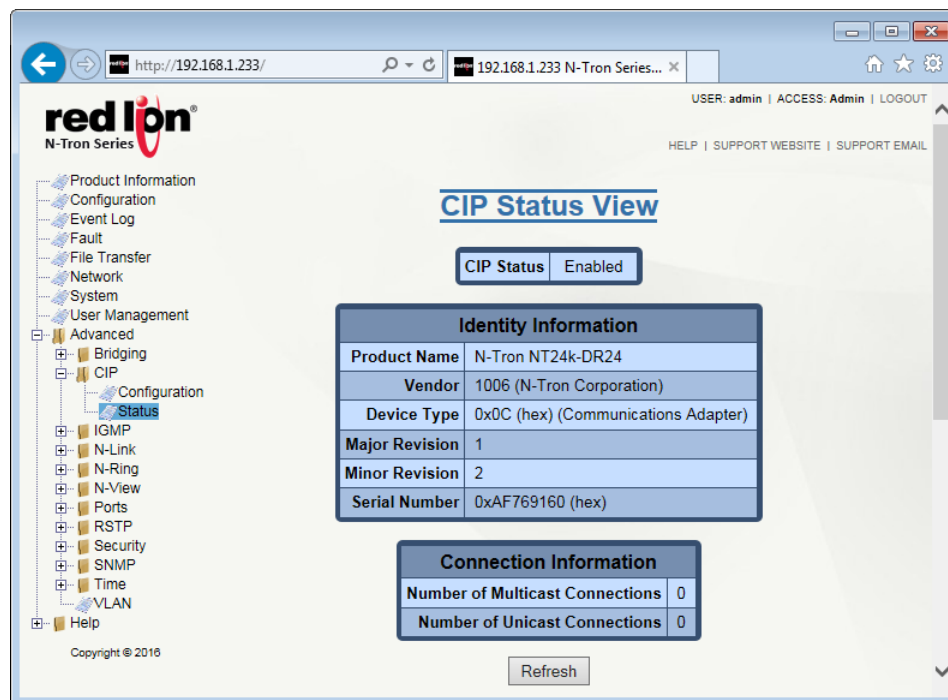 http://192.168.1.233/
192.168.1.233 N-Tron Series...
red lion®
N-Tron Series
USER: admin | ACCESS: Admin | LOGOUT
HELP | SUPPORT WEBSITE | SUPPORT EMAIL
Product Information
Configuration
Event Log
Fault
File Transfer
Network
System
User Management
Advanced
Bridging
CIP
Configuration
Status
IGMP
N-Link
N-Ring
N-View
Ports
RSTP
Security
SNMP
Time
VLAN
Help
Copyright © 2016
CIP Status View
CIP Status Enabled
Identity Information
Product Name N-Tron NT24k-DR24
Vendor 1006 (N-Tron Corporation)
Device Type 0x0C (hex) (Communications Adapter)
Major Revision 1
Minor Revision 2
Serial Number 0xAF769160 (hex)
Connection Information
Number of Multicast Connections 0
Number of Unicast Connections 0
Refresh